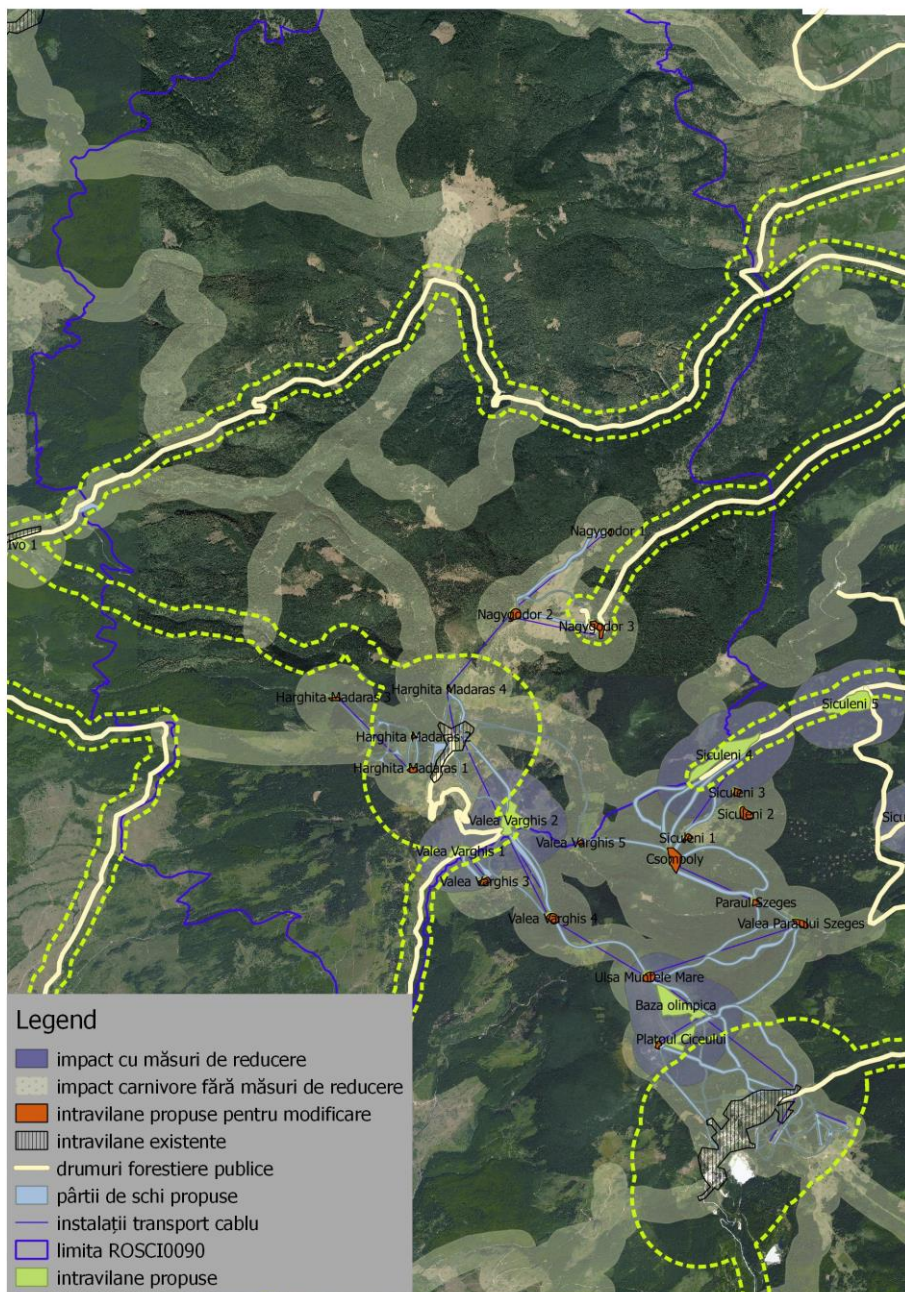 Ivo 1
Nagygodor 1
Nagygodor 2
Nagygodor 3
Harghita Madaras 4
Harghita Madaras 3
Harghita Madaras 2
Harghita Madaras 1
Siculeni 5
Siculeni 4
Siculeni 3
Siculeni 2
Siculeni 1
Csompoly
Valea Varghis 2
Valea Varghis 5
Valea Varghis 1
Valea Varghis 3
Valea Varghis 4
Paraul Szeges
Valea Paraului Szeges
Ulsa Muntele Mare
Baza olimpica
Platoul Ciceului
Legend
impact cu măsuri de reducere
impact carnivore fără măsuri de reducere
intravilane propuse pentru modificare
intravilane existente
drumuri forestiere publice
pârtii de schi propuse
instalații transport cablu
limita ROSCI0090
intravilane propuse